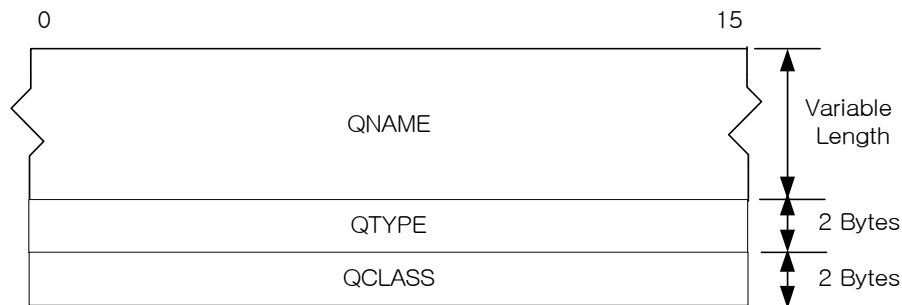 0 15
QNAME
Variable
Length
QTYPE
2 Bytes
QCLASS
2 Bytes